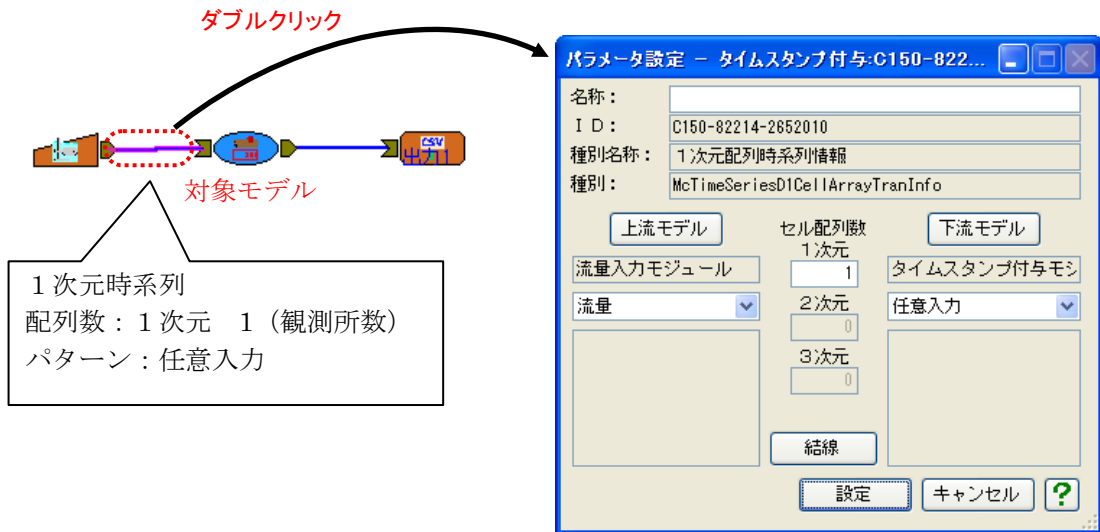 ダブルクリック
CSV
出力1
対象モデル
1次元時系列
配列数:1次元 1(観測所数)
パターン:任意入力
パラメータ設定 - タイムスタンプ付与:C150-822...
名称:
ID: C150-82214-2652010
種別名称: 1次元配列時系列情報
種別: McTimeSeriesD1CellArrayTranInfo
上流モデル セル配列数 下流モデル
1次元
流量入力モジュール 1 タイムスタンプ付与モジ
流量 2次元 任意入力
0
3次元
0
結線
設定 キャンセル ?